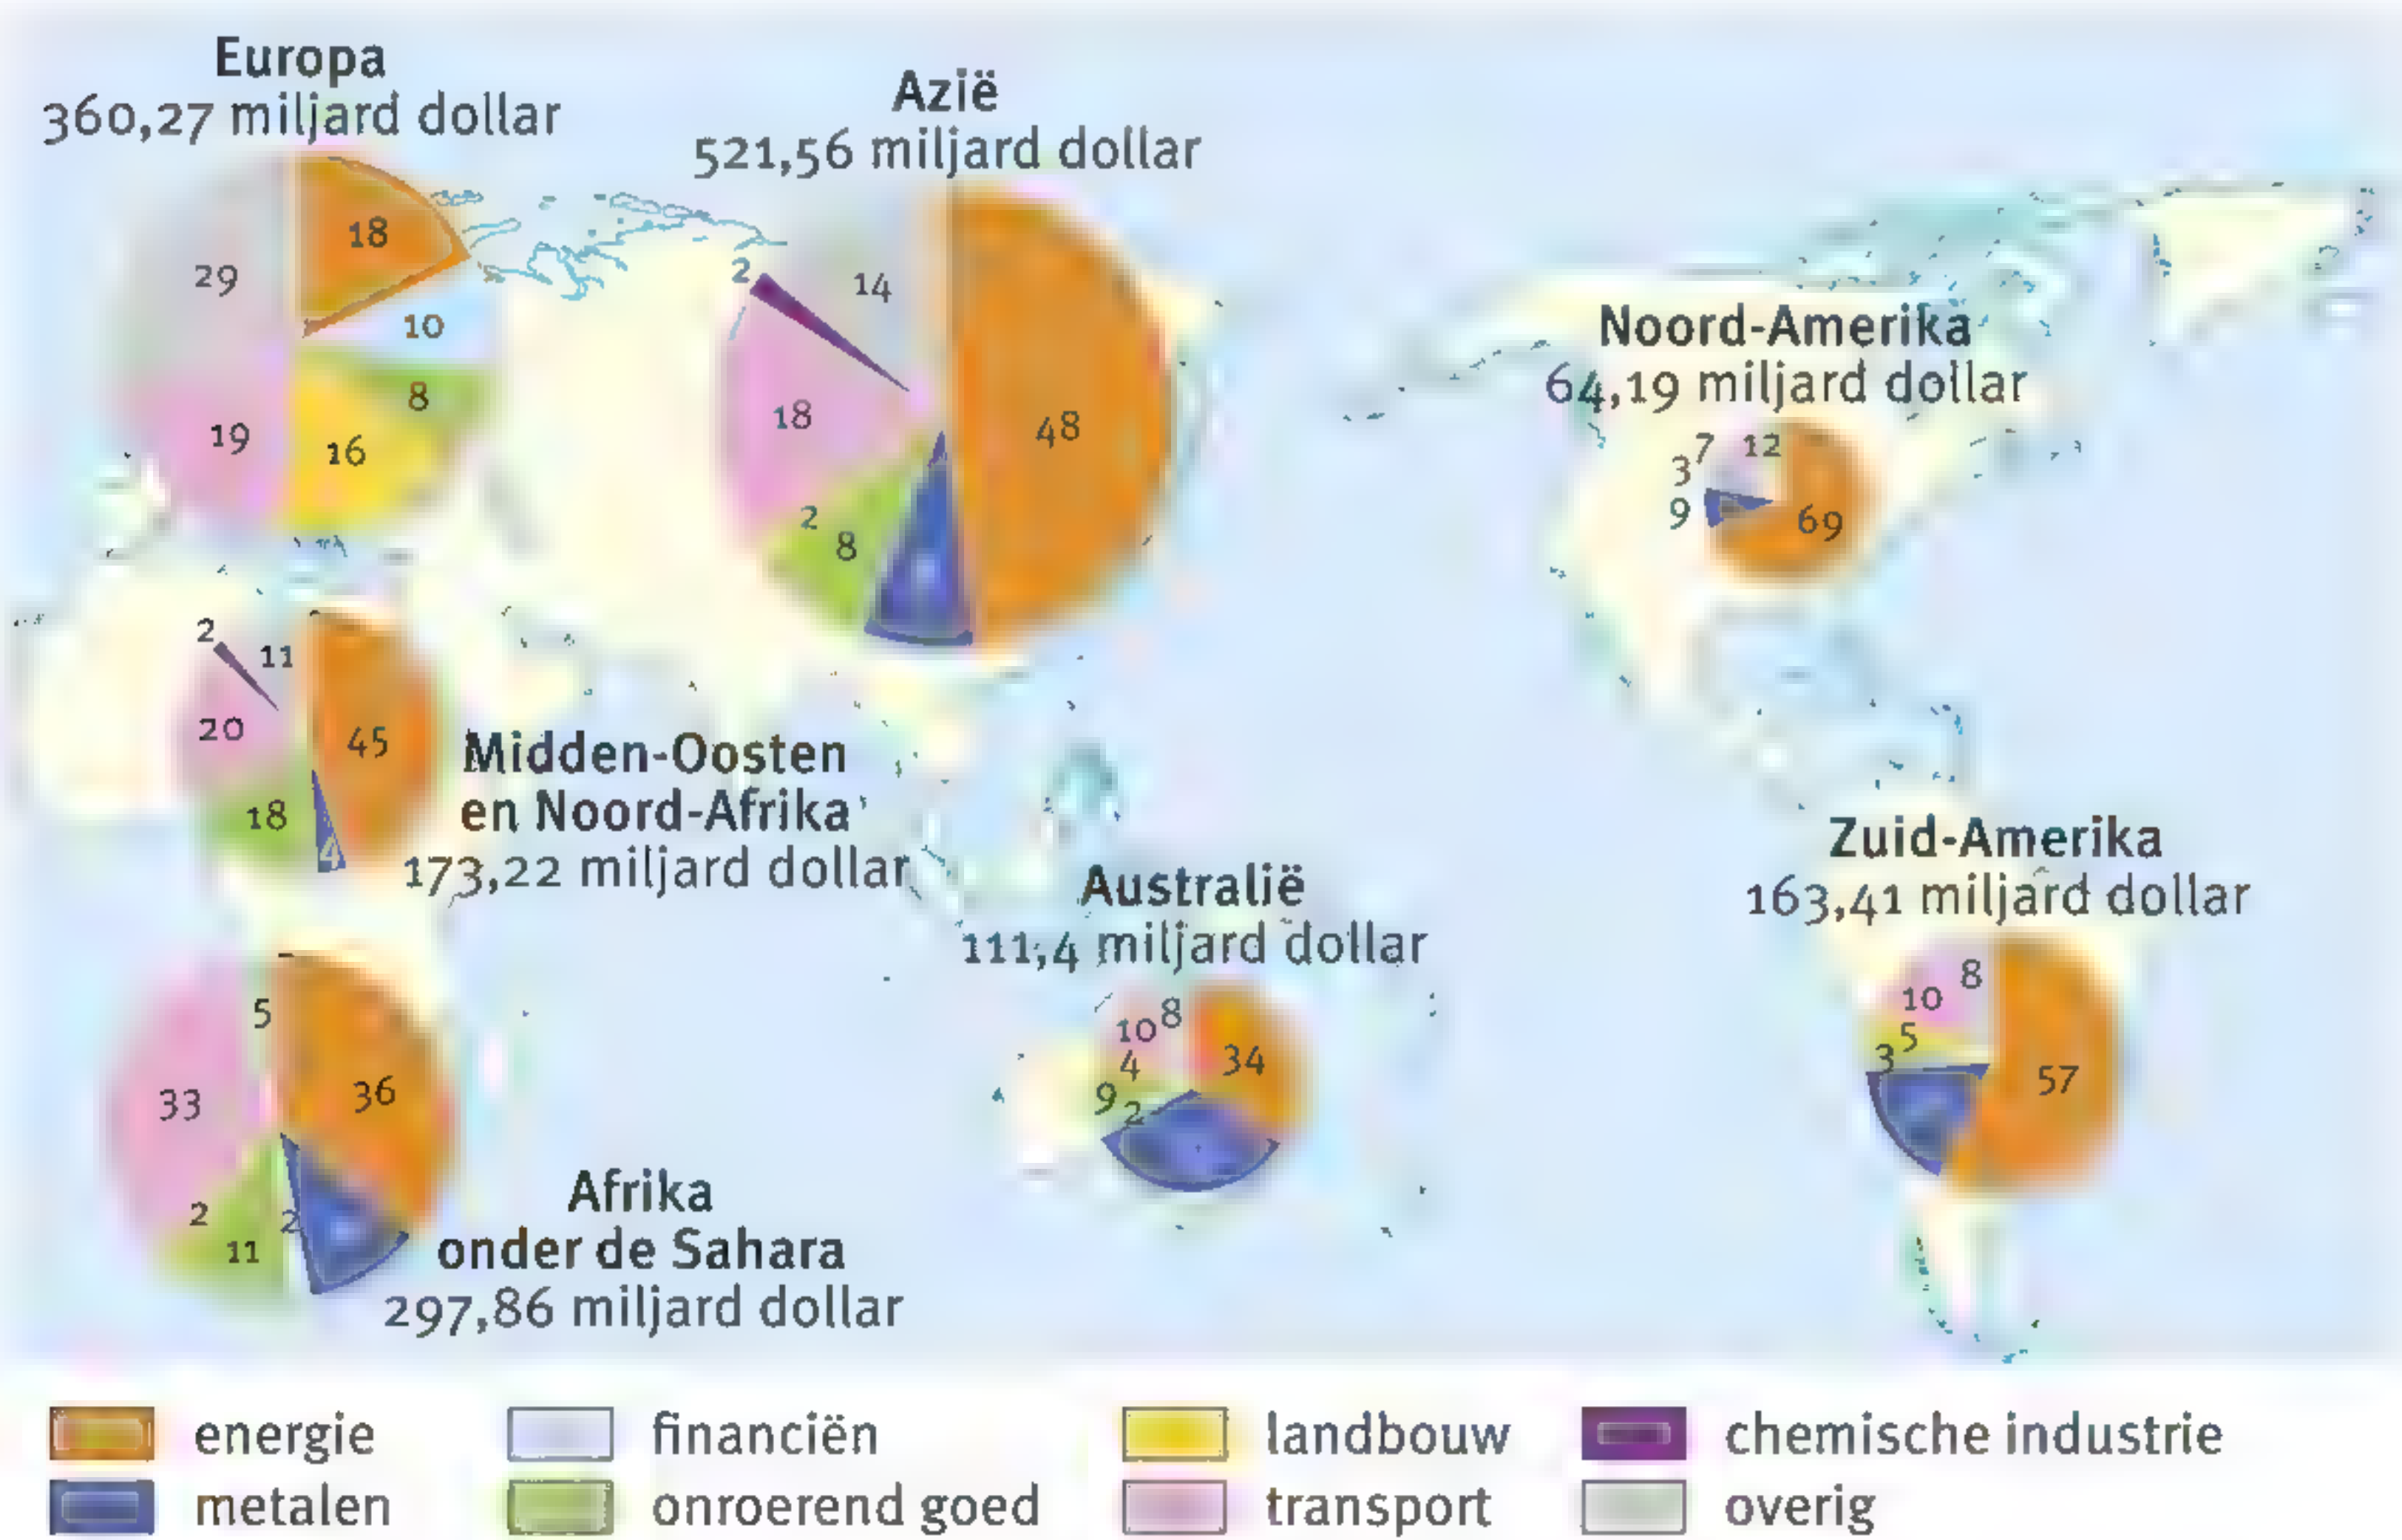 Europa
360,27 miljard dollar
18
29
10
8
19
16
Azië
521,56 miljard dollar
2
14
18
48
2
8
Noord-Amerika
64,19 miljard dollar
7 12
3
9
69
2
11
20
45
18
4
Midden-Oosten
en Noord-Afrika
173,22 miljard dollar
Australië
111,4 miljard dollar
8
10
34
4
9
2
Zuid-Amerika
163,41 miljard dollar
8
10
5
3
57
5
33
36
2
2
11
Afrika
onder de Sahara
297,86 miljard dollar
energie
financiën
landbouw
chemische industrie
metalen
onroerend goed
transport
overig